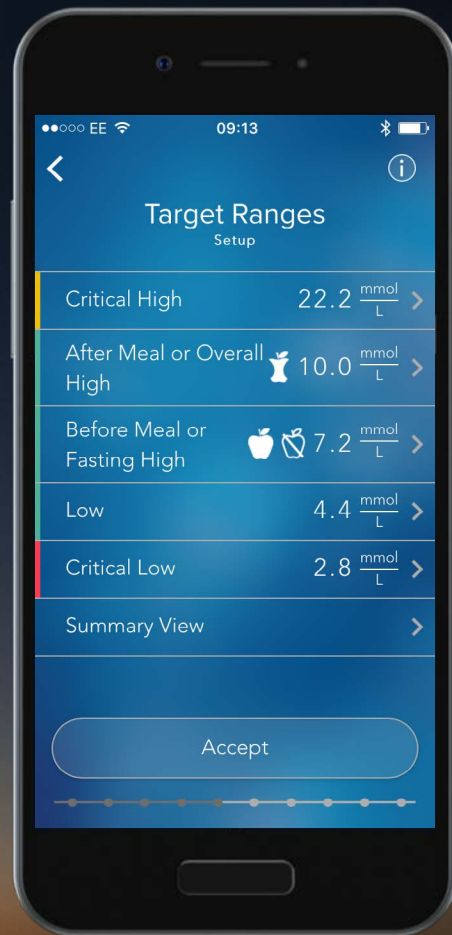 EE 09:13
Target Ranges
Setup
Critical High 22.2 mmol/L
After Meal or Overall
High 10.0 mmol/L
Before Meal or
Fasting High 7.2 mmol/L
Low 4.4 mmol/L
Critical Low 2.8 mmol/L
Summary View
Accept